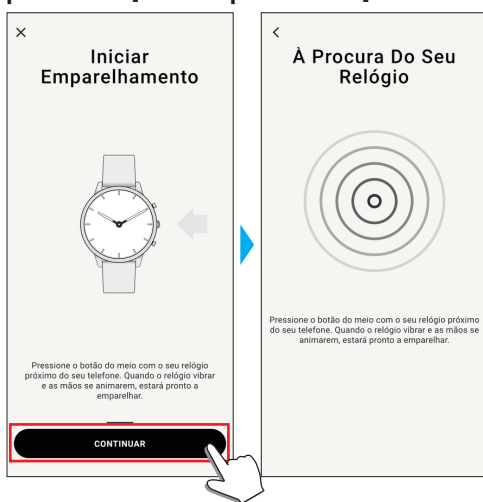 Iniciar
Emparelhamento
Pressione o botão do meio com o seu relógio
próximo do seu telefone. Quando o relógio vibrar
e as mãos se animarem, estará pronto a
emparelhar.
CONTINUAR
À Procura Do Seu
Relógio
Pressione o botão do meio com o seu relógio próximo
do seu telefone. Quando o relógio vibrar e as mãos se
animarem, estará pronto a emparelhar.